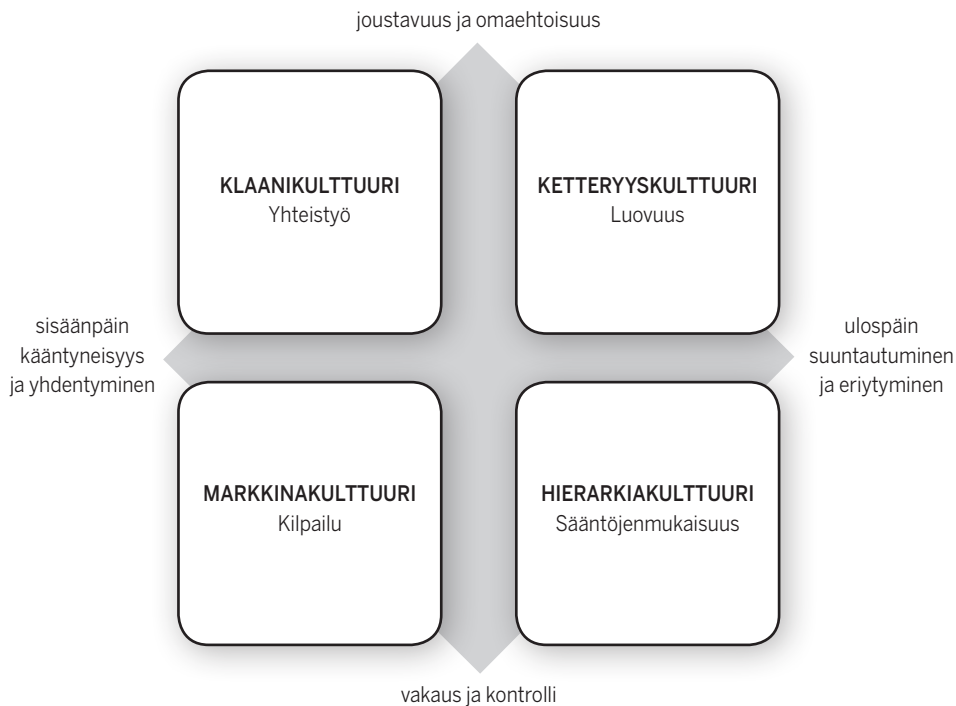 joustavuus ja omaehtoisuus
KLAANIKULTTUURI
Yhteistyö
KETTERYYSKULTTUURI
Luovuus
sisäänpäin
kääntyneisyys
ja yhdentyminen
ulospäin
suuntautuminen
ja eriytyminen
MARKKINAKULTTUURI
Kilpailu
HIERARKIAKULTTUURI
Sääntöjenmukaisuus
vakaus ja kontrolli